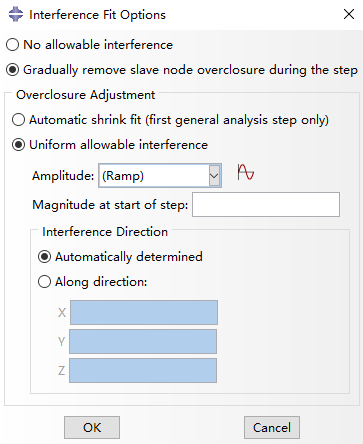 Interference Fit Options
No allowable interference
Gradually remove slave node overclosure during the step
Overclosure Adjustment
Automatic shrink fit (first general analysis step only)
Uniform allowable interference
Amplitude: (Ramp)
Magnitude at start of step:
Interference Direction
Automatically determined
Along direction:
X
Y
Z
OK Cancel